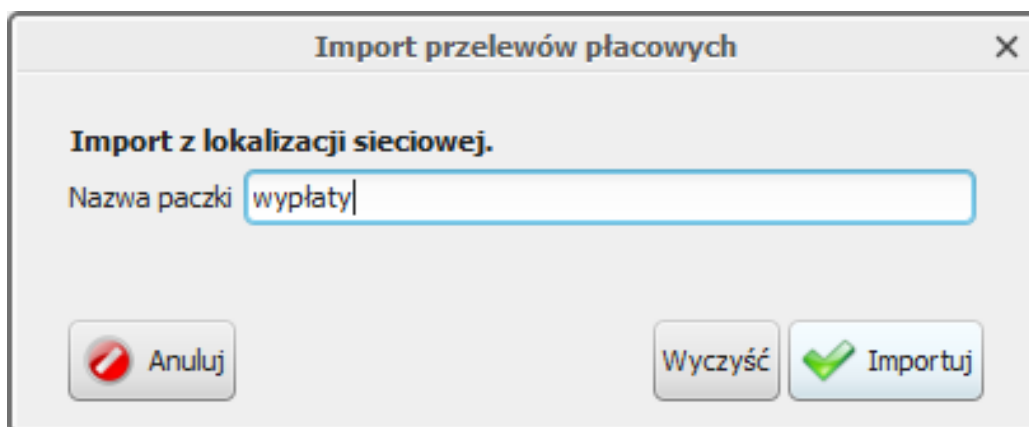 Import przelewów płacowych
Import z lokalizacji sieciowej.
Nazwa paczki wypłaty
Anuluj Wyczyść Importuj